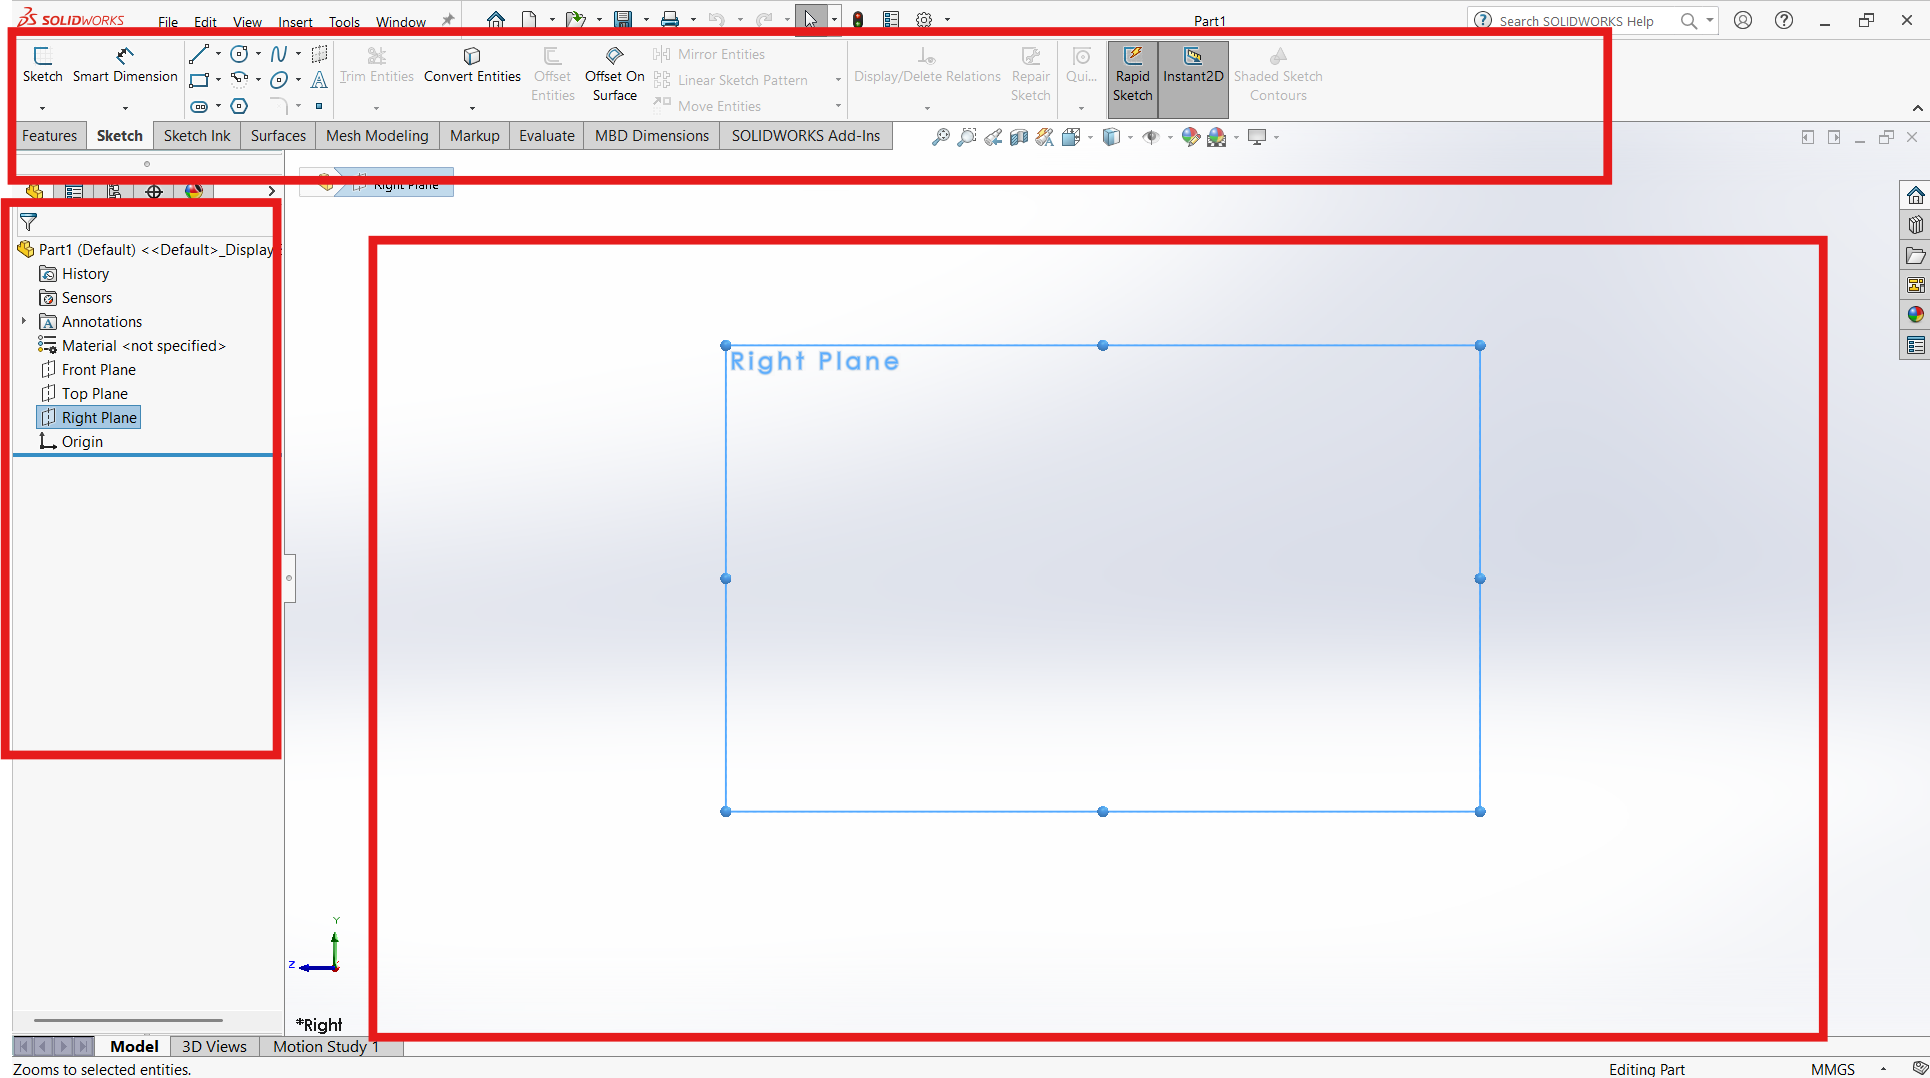 SOLIDWORKS File Edit View Insert Tools Window Part1 Search SOLIDWORKS Help
Sketch Smart Dimension Trim Entities Convert Entities Offset Entities Offset On Surface Mirror Entities Display/Delete Relations Repair Sketch Qui... Rapid Sketch Instant2D Shaded Sketch Contours
Linear Sketch Pattern
Move Entities
Features Sketch Sketch Ink Surfaces Mesh Modeling Markup Evaluate MBD Dimensions SOLIDWORKS Add-Ins
Right Plane
Part1 (Default) <<Default>_Display
History
Sensors
Annotations
Material <not specified>
Front Plane
Top Plane
Right Plane
Origin
Right Plane
Y
Z
*Right
Model 3D Views Motion Study 1
Zooms to selected entities. Editing Part MMGS